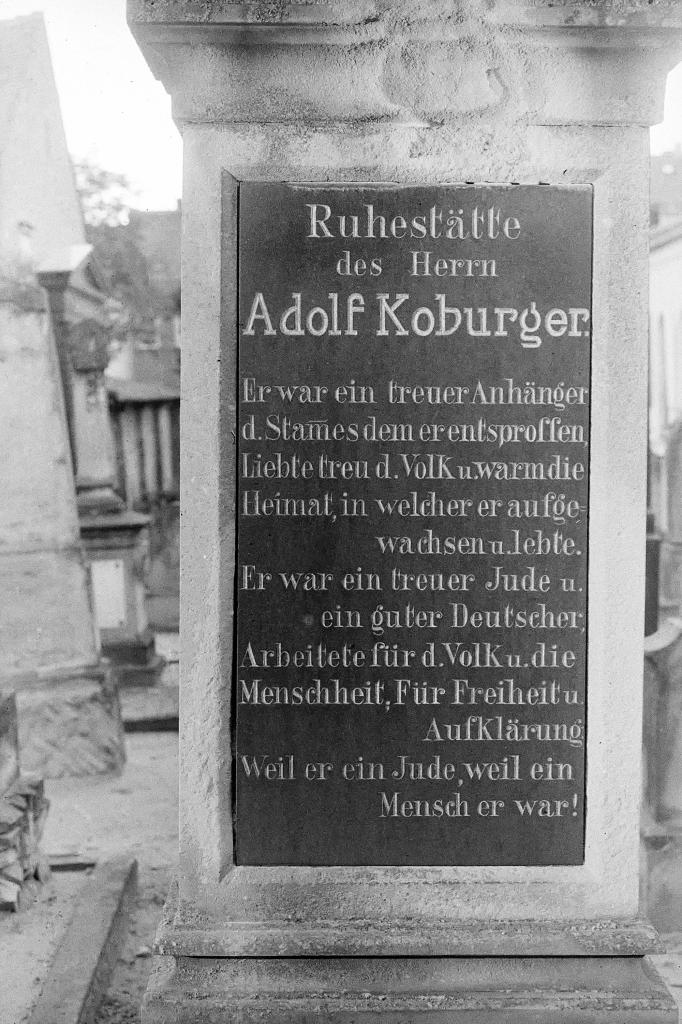 Ruhestätte
des Herrn
Adolf Koburger.
Er war ein treuer Anhänger
d. Stam̅es dem er entsprossen,
Liebte treu d. Volk u. warm die
Heimat, in welcher er aufge-
wachsen u. lebte.
Er war ein treuer Jude u.
ein guter Deutscher,
Arbeitete für d. Volk u. die
Menschheit, Für Freiheit u.
Aufklärung
Weil er ein Jude, weil ein
Mensch er war!